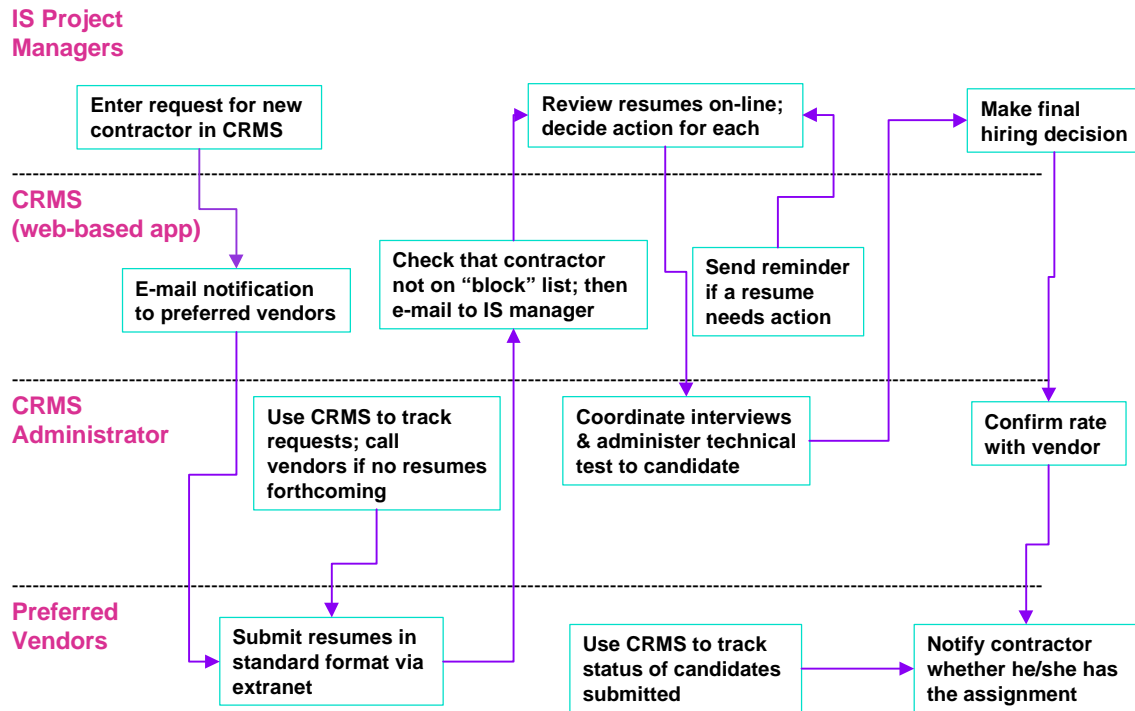 IS Project
Managers
Enter request for new
contractor in CRMS
Review resumes on-line;
decide action for each
Make final
hiring decision
CRMS
(web-based app)
E-mail notification
to preferred vendors
Check that contractor
not on “block” list; then
e-mail to IS manager
Send reminder
if a resume
needs action
CRMS
Administrator
Use CRMS to track
requests; call
vendors if no resumes
forthcoming
Coordinate interviews
& administer technical
test to candidate
Confirm rate
with vendor
Preferred
Vendors
Submit resumes in
standard format via
extranet
Use CRMS to track
status of candidates
submitted
Notify contractor
whether he/she has
the assignment